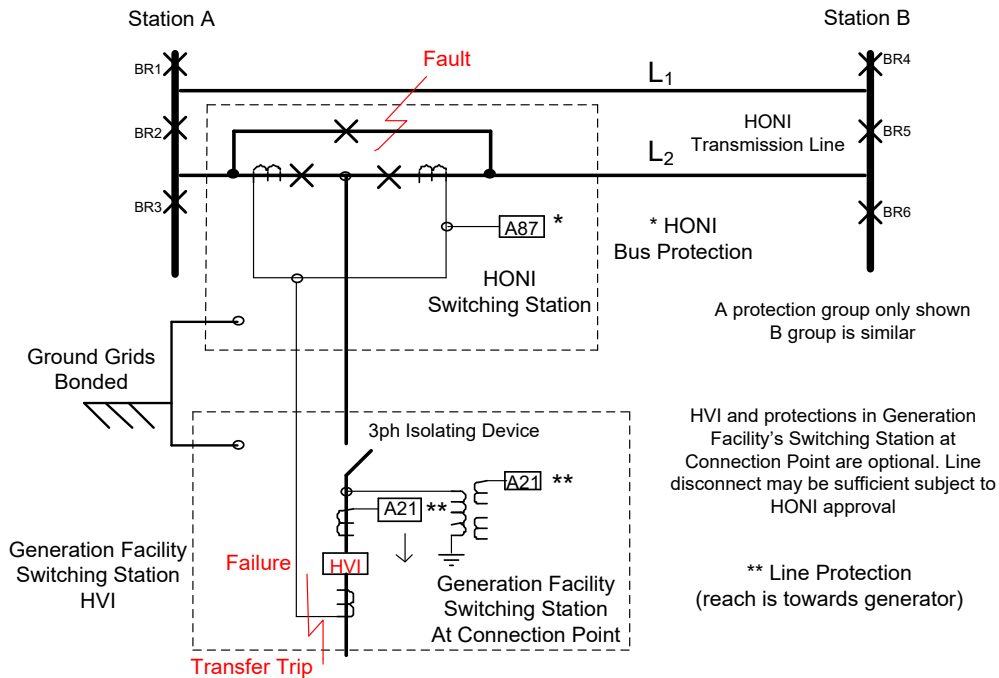 Station A
Station B
BR1
BR4
Fault
L1
BR2
HONI
Transmission Line
BR5
L2
BR3
BR6
A87 *
* HONI
Bus Protection
HONI
Switching Station
A protection group only shown
B group is similar
Ground Grids
Bonded
3ph Isolating Device
HVI and protections in Generation
Facility's Switching Station at
Connection Point are optional. Line
disconnect may be sufficient subject to
HONI approval
A21 **
A21 **
Generation Facility
Switching Station
HVI
Failure
HVI
Generation Facility
Switching Station
At Connection Point
** Line Protection
(reach is towards generator)
Transfer Trip